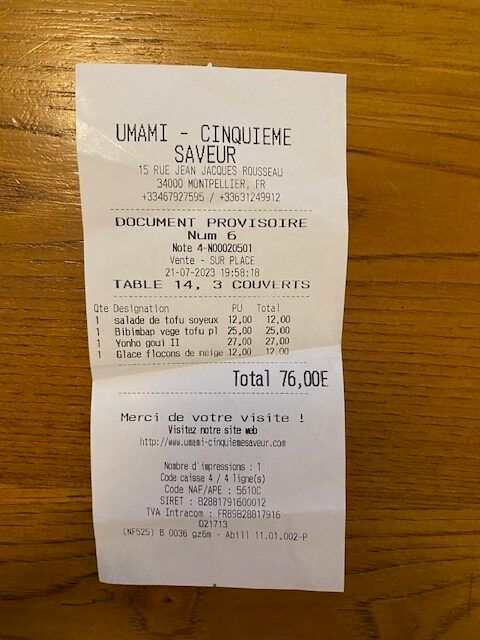 UMAMI - CINQUIEME
SAVEUR
15 RUE JEAN JACQUES ROUSSEAU
34000 MONTPELLIER, FR
+33467927595 / +33631249912
DOCUMENT PROVISOIRE
Num 6
Note 4-N00020501
Vente - SUR PLACE
21-07-2023 19:58:18
TABLE 14, 3 COUVERTS
Qte Designation PU Total
1 salade de tofu soyeux 12,00 12,00
1 Bibimbap vege tofu pl 25,00 25,00
1 Yonho goui II 27,00 27,00
1 Glace flocons de neige 12,00 12,00
Total 76,00E
Merci de votre visite !
Visitez notre site web
http://www.umami-cinquiemesaveur.com
Nombre d'impressions : 1
Code caisse 4 / 4 ligne(s)
Code NAF/APE : 5610C
SIRET : 82881791600012
TVA Intracom : FR89828817916
D21713
(NF525) B 0036 gz6m - Abill 11.01.002-P